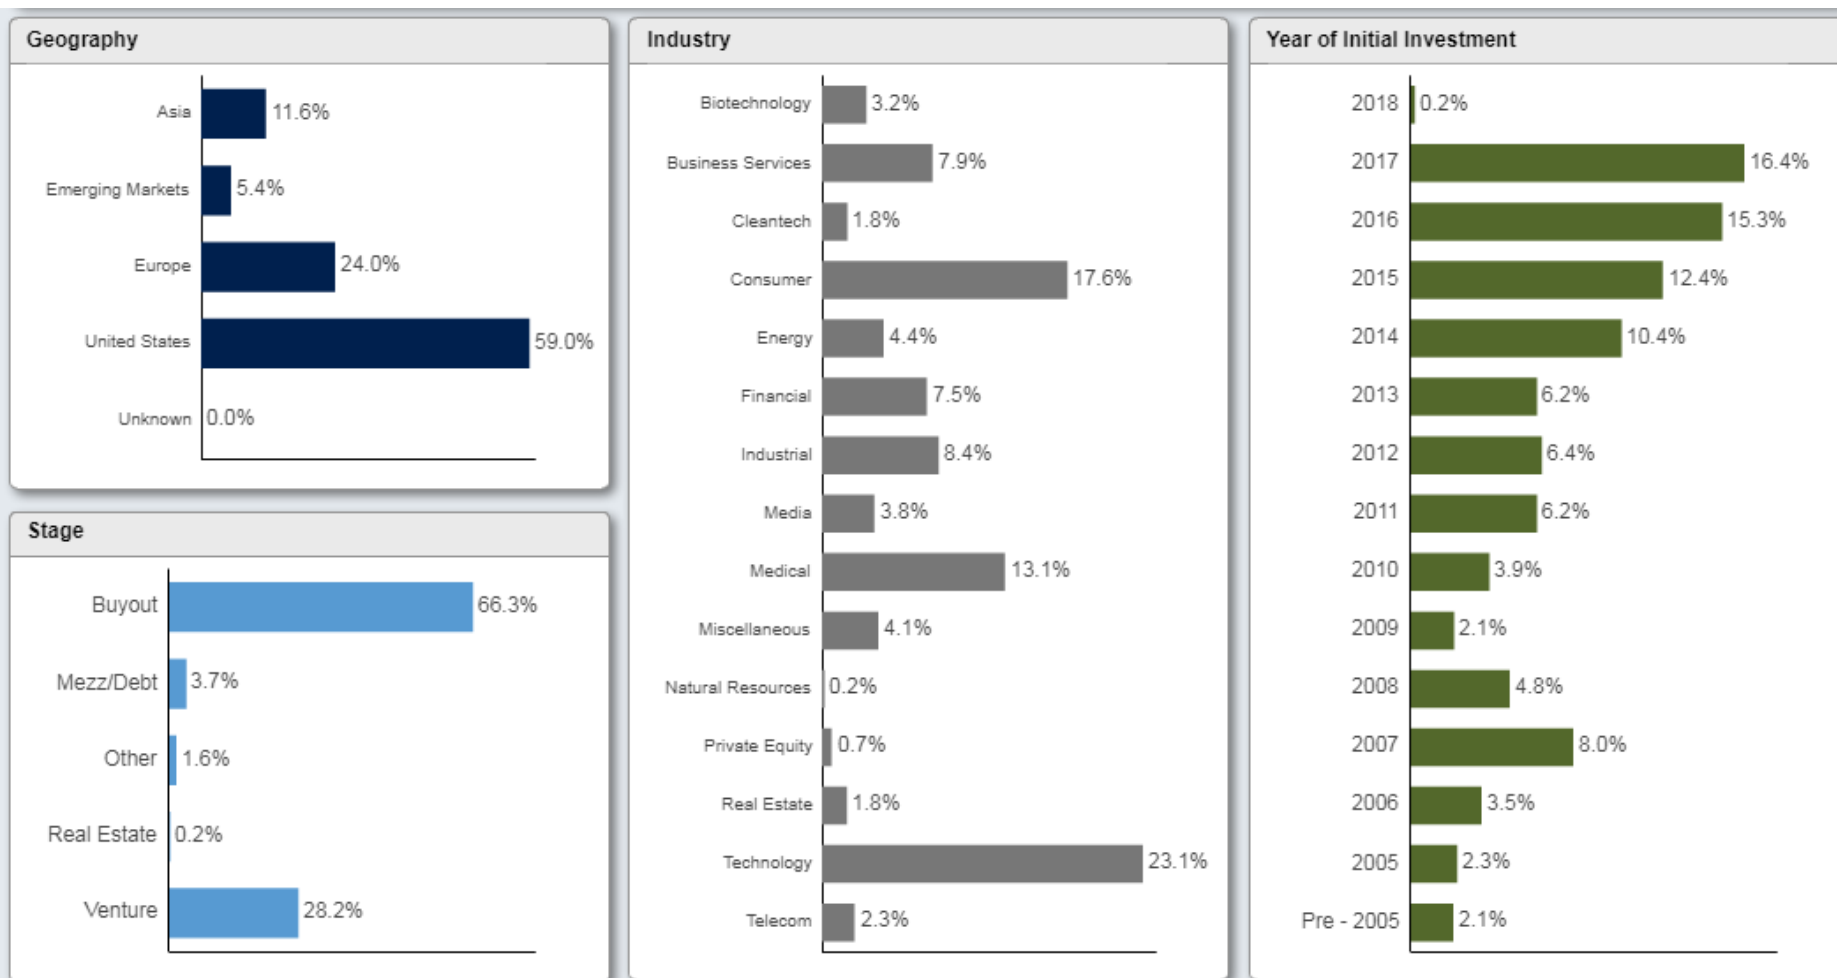 Geography
Asia 11.6%
Emerging Markets 5.4%
Europe 24.0%
United States 59.0%
Unknown 0.0%
Stage
Buyout 66.3%
Mezz/Debt 3.7%
Other 1.6%
Real Estate 0.2%
Venture 28.2%
Industry
Biotechnology 3.2%
Business Services 7.9%
Cleantech 1.8%
Consumer 17.6%
Energy 4.4%
Financial 7.5%
Industrial 8.4%
Media 3.8%
Medical 13.1%
Miscellaneous 4.1%
Natural Resources 0.2%
Private Equity 0.7%
Real Estate 1.8%
Technology 23.1%
Telecom 2.3%
Year of Initial Investment
2018 0.2%
2017 16.4%
2016 15.3%
2015 12.4%
2014 10.4%
2013 6.2%
2012 6.4%
2011 6.2%
2010 3.9%
2009 2.1%
2008 4.8%
2007 8.0%
2006 3.5%
2005 2.3%
Pre - 2005 2.1%